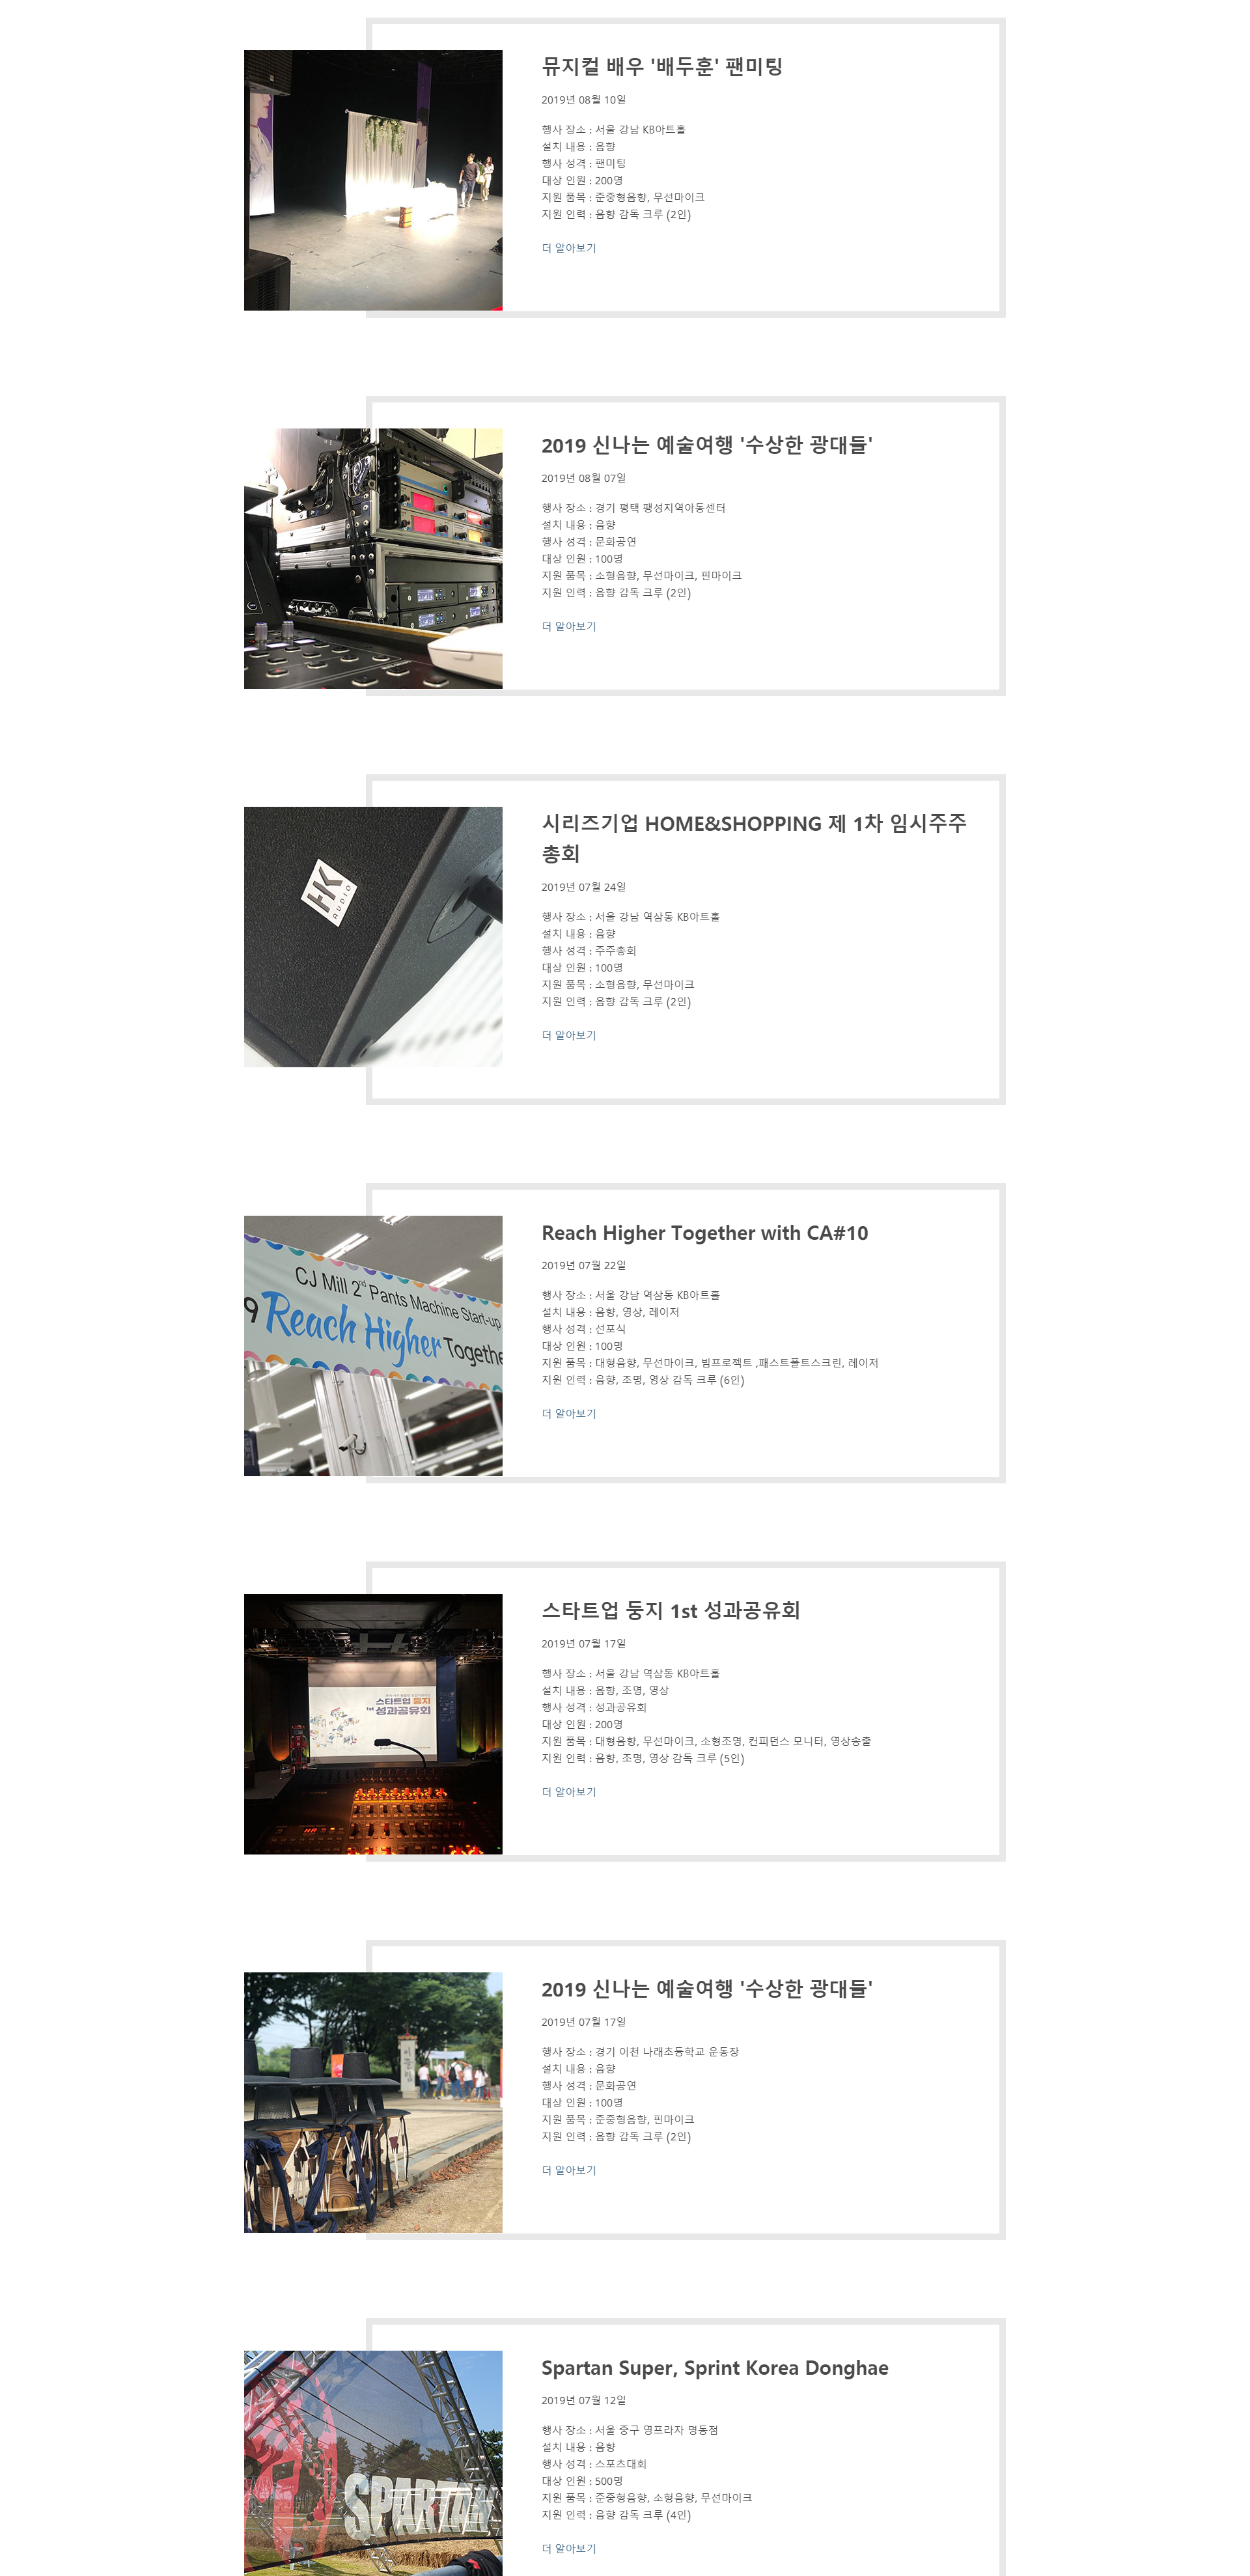 뮤지컬 배우 '배두훈' 팬미팅
2019년 08월 10일
행사 장소 : 서울 강남 KB아트홀
설치 내용 : 음향
행사 성격 : 팬미팅
대상 인원 : 200명
지원 품목 : 준중형음향, 무선마이크
지원 인력 : 음향 감독 크루 (2인)
더 알아보기
2019 신나는 예술여행 '수상한 광대들'
2019년 08월 07일
행사 장소 : 경기 평택 팽성지역아동센터
설치 내용 : 음향
행사 성격 : 문화공연
대상 인원 : 100명
지원 품목 : 소형음향, 무선마이크, 핀마이크
지원 인력 : 음향 감독 크루 (2인)
더 알아보기
HK
AUDIO
시리즈기업 HOME&SHOPPING 제 1차 임시주주
총회
2019년 07월 24일
행사 장소 : 서울 강남 역삼동 KB아트홀
설치 내용 : 음향
행사 성격 : 주주총회
대상 인원 : 100명
지원 품목 : 소형음향, 무선마이크
지원 인력 : 음향 감독 크루 (2인)
더 알아보기
CJ Mill 2nd Pants Machine Start-up
9 Reach Higher Togethe
Reach Higher Together with CA#10
2019년 07월 22일
행사 장소 : 서울 강남 역삼동 KB아트홀
설치 내용 : 음향, 영상, 레이저
행사 성격 : 선포식
대상 인원 : 100명
지원 품목 : 대형음향, 무선마이크, 빔프로젝트 ,패스트폴트스크린, 레이저
지원 인력 : 음향, 조명, 영상 감독 크루 (6인)
더 알아보기
스타트업 둥지
1st 성과공유회
스타트업 둥지 1st 성과공유회
2019년 07월 17일
행사 장소 : 서울 강남 역삼동 KB아트홀
설치 내용 : 음향, 조명, 영상
행사 성격 : 성과공유회
대상 인원 : 200명
지원 품목 : 대형음향, 무선마이크, 소형조명, 컨피던스 모니터, 영상송출
지원 인력 : 음향, 조명, 영상 감독 크루 (5인)
더 알아보기
2019 신나는 예술여행 '수상한 광대들'
2019년 07월 17일
행사 장소 : 경기 이천 나래초등학교 운동장
설치 내용 : 음향
행사 성격 : 문화공연
대상 인원 : 100명
지원 품목 : 준중형음향, 핀마이크
지원 인력 : 음향 감독 크루 (2인)
더 알아보기
SPARTA
Spartan Super, Sprint Korea Donghae
2019년 07월 12일
행사 장소 : 서울 중구 영프라자 명동점
설치 내용 : 음향
행사 성격 : 스포츠대회
대상 인원 : 500명
지원 품목 : 준중형음향, 소형음향, 무선마이크
지원 인력 : 음향 감독 크루 (4인)
더 알아보기